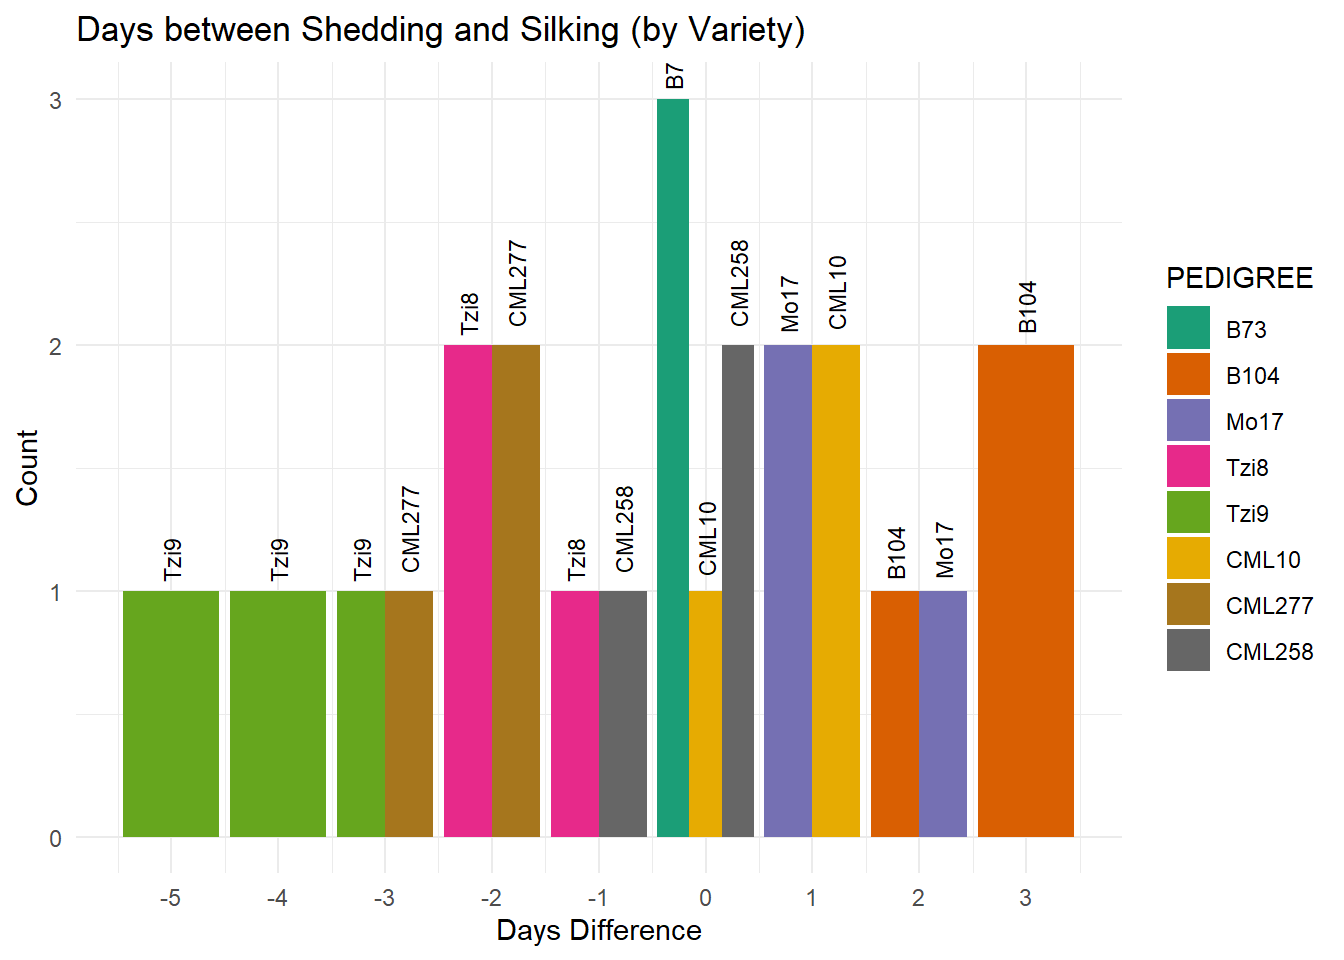 Days between Shedding and Silking (by Variety)
Count
3
2
1
0
Tzi9
Tzi9
Tzi9
CML277
Tzi8
CML277
Tzi8
CML258
B7
CML10
CML258
Mo17
CML10
B104
Mo17
B104
-5 -4 -3 -2 -1 0 1 2 3
Days Difference
PEDIGREE
B73
B104
Mo17
Tzi8
Tzi9
CML10
CML277
CML258